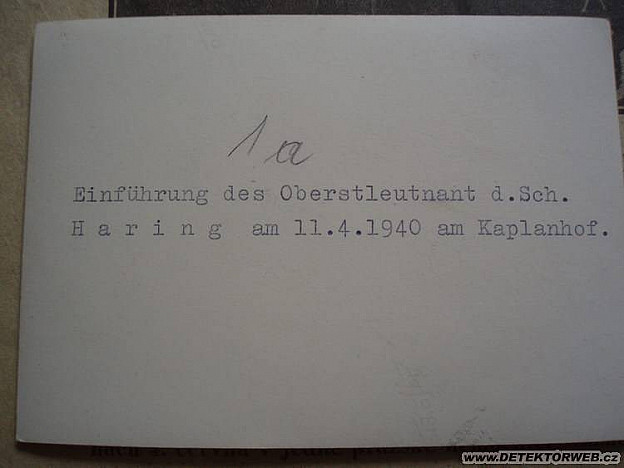 1a
Einführung des Oberstleutnant d.Sch.
H a r i n g  am 11.4.1940 am Kaplanhof.
www.DETEKTORWEB.cz